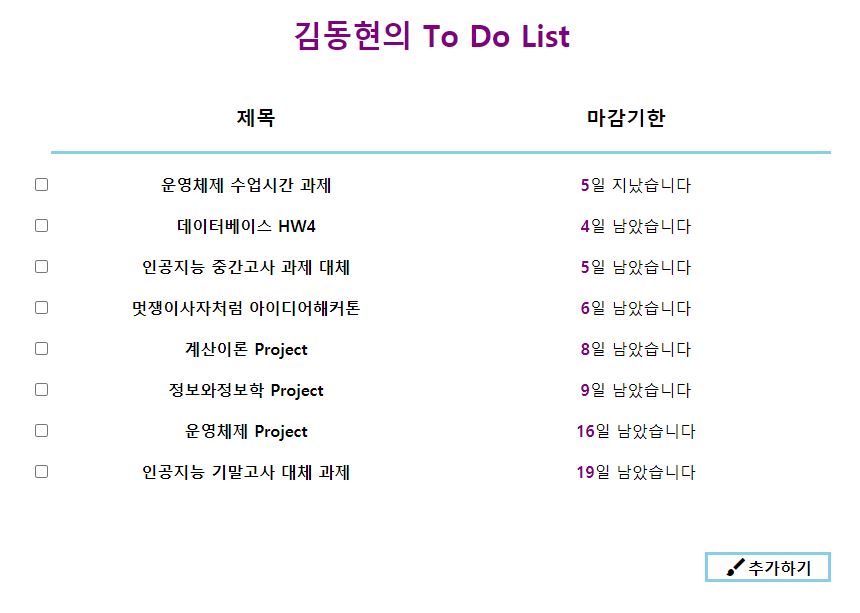 김동현의 To Do List
제목 마감기한
운영체제 수업시간 과제 5일 지났습니다
데이터베이스 HW4 4일 남았습니다
인공지능 중간고사 과제 대체 5일 남았습니다
멋쟁이사자처럼 아이디어해커톤 6일 남았습니다
계산이론 Project 8일 남았습니다
정보와정보학 Project 9일 남았습니다
운영체제 Project 16일 남았습니다
인공지능 기말고사 대체 과제 19일 남았습니다
추가하기